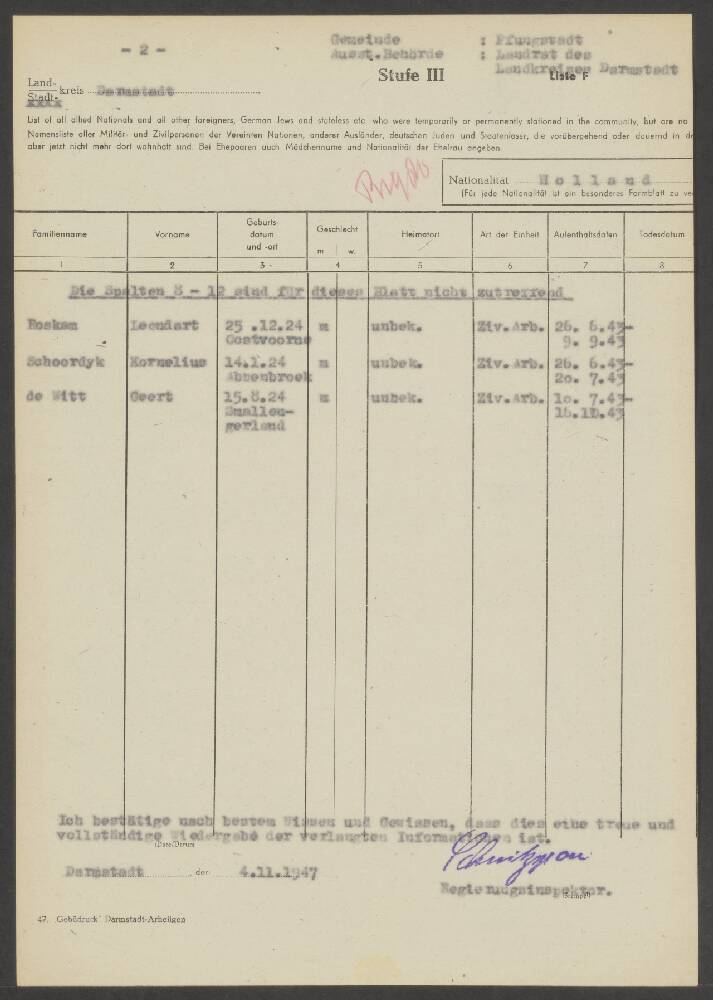 - 2 -
Gemeinde : Pfungstadt
Ausst. Behörde : Landrat des
Landkreises Darmstadt
Stufe III
Liste F
Land-
Stadt-
kreis Darmstadt
xxxx
List of all allied Nationals and all other foreigners, German Jews and stateless etc. who were temporarily or permanently stationed in the community, but are no
Namensliste aller Militär- und Zivilpersonen der Vereinten Nationen, anderer Ausländer, deutschen Juden und Staatenloser, die vorübergehend oder dauernd in de
aber jetzt nicht mehr dort wohnhaft sind. Bei Ehepaaren auch Mädchenname und Nationalität der Ehefrau angeben.
Nationalität Holland
(Für jede Nationalität ist ein besonderes Formblatt zu ve
Familienname Vorname Geburts-datum und -ort Geschlecht m w. Heimatort Art der Einheit Aufenthaltsdaten Todesdatum
1 2 3 4 5 6 7 8
Die Spalten 8 - 12 sind für dieses Blatt nicht zutreffend
Roskam Leendart 25 .12.24 m unbek. Ziv.Arb. 26. 6.43-
Oostvoorne 9. 9.43
Schoordyk Kornelius 14.1.24 m unbek. Ziv.Arb. 26. 6.43-
Abbenbroek 20. 7.43
de Witt Geert 15.8.24 m unbek. Ziv.Arb. 10. 7.43-
Smallen- 43
gerland
Ich bestätige nach bestem Wissen und Gewissen, dass dies eine treue und
vollständige Wiedergabe der verlangten Informationen ist.
(Date/Datum
Darmstadt den 4.11.1947
Regierungsinspektor.
47. „Gebüdruck" Darmstadt-Arheilgen